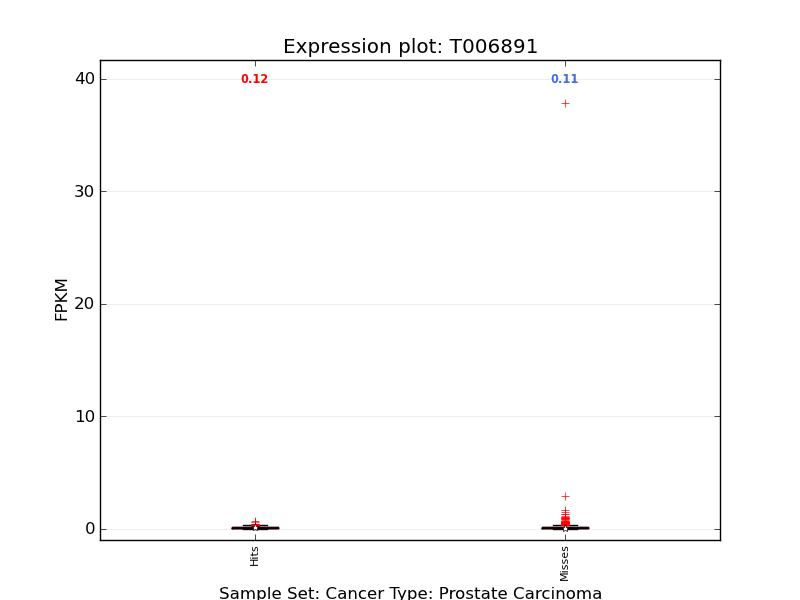 Expression plot: T006891
0.12
0.11
40
30
20
10
0
FPKM
Hits
Misses
Sample Set: Cancer Type: Prostate Carcinoma